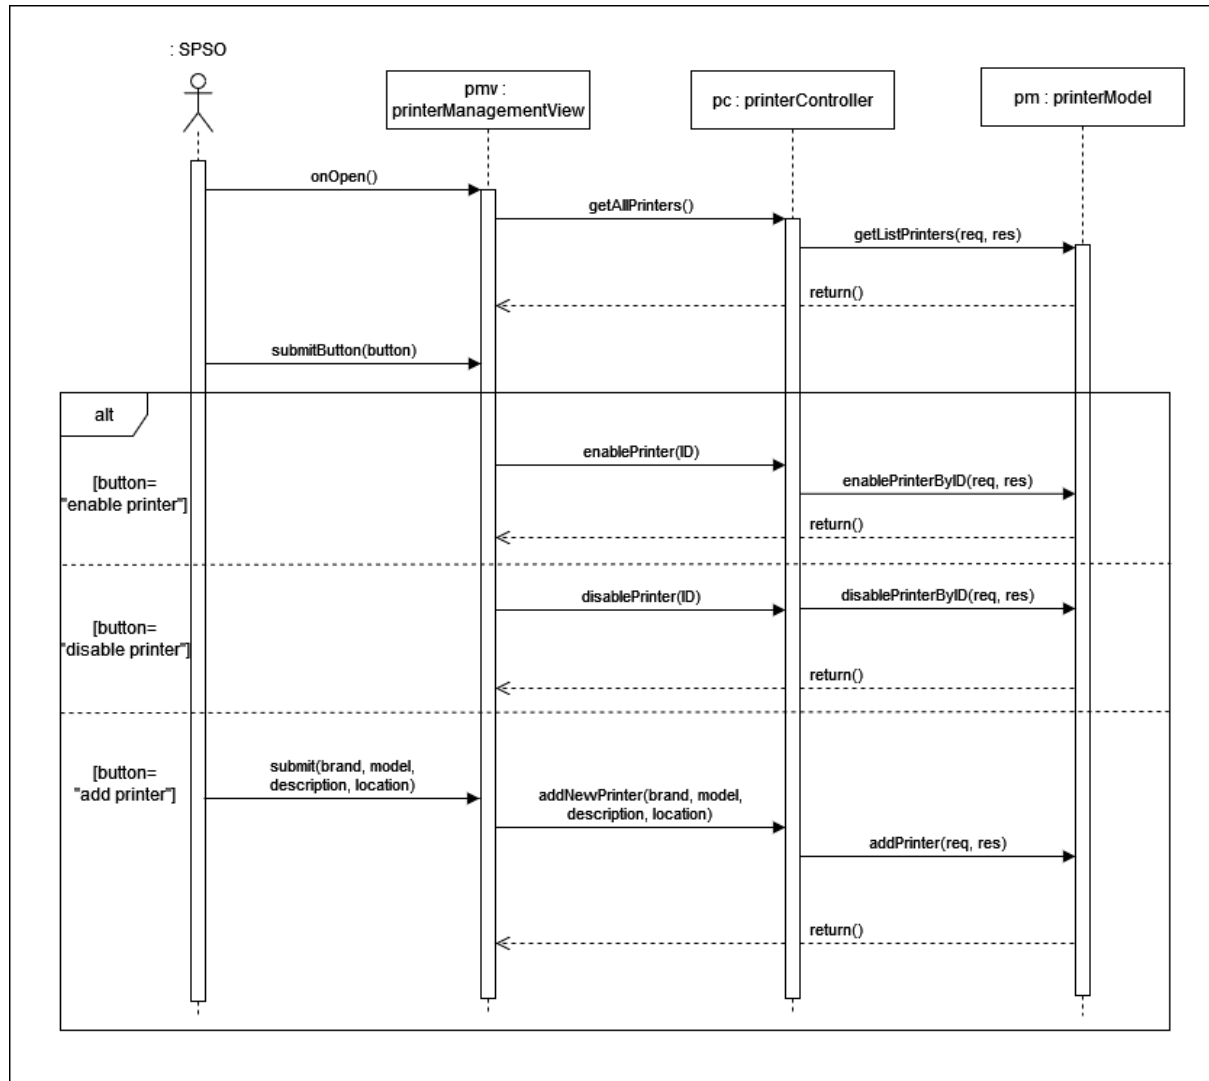 : SPSO
pmv :
printerManagementView
pc : printerController
pm : printerModel
onOpen()
getAllPrinters()
getListPrinters(req, res)
return()
submitButton(button)
alt
[button=
"enable printer"]
enablePrinter(ID)
enablePrinterByID(req, res)
return()
[button=
"disable printer"]
disablePrinter(ID)
disablePrinterByID(req, res)
return()
[button=
"add printer"]
submit(brand, model,
description, location)
addNewPrinter(brand, model,
description, location)
addPrinter(req, res)
return()